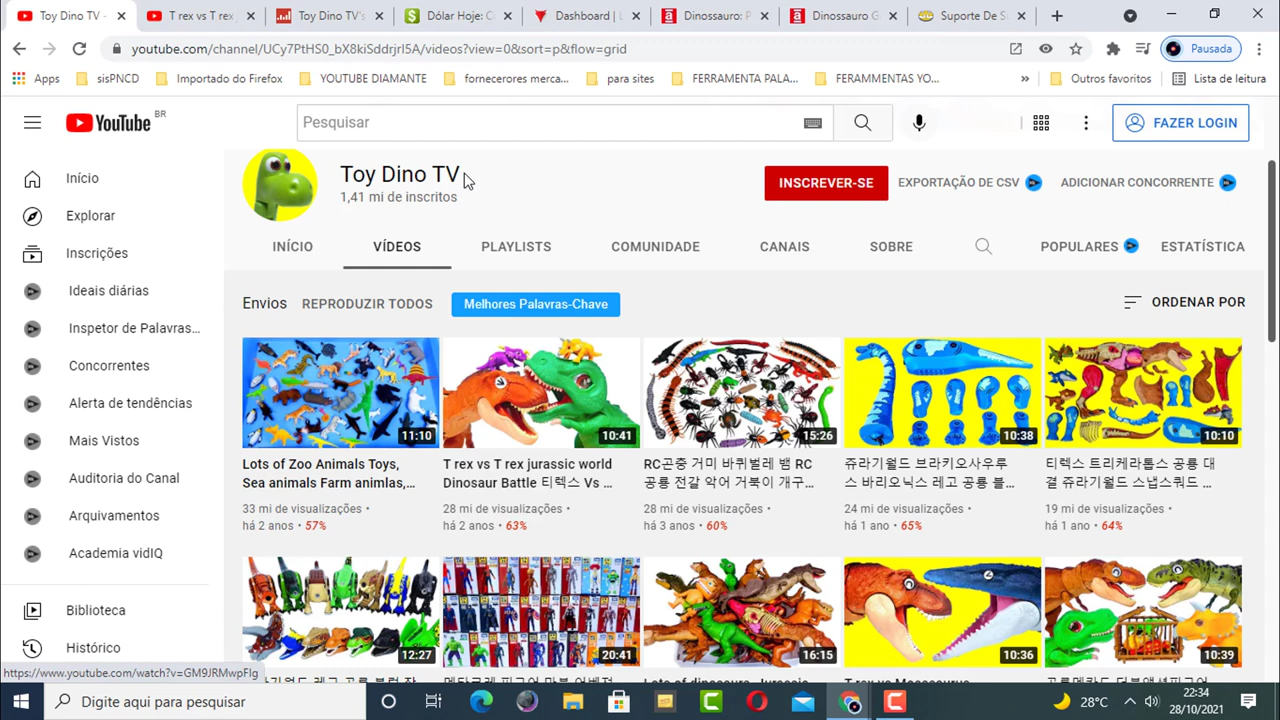 Toy Dino TV -
T rex vs T rex j
Toy Dino TV's
Dólar Hoje: C
Dashboard | L
Dinossauro: P
Dinossauro G
Suporte De S
youtube.com/channel/UCy7PtHS0_bX8kiSddjrJrI5A/videos?view=0&sort=p&flow=grid
Pausada
Apps
sisPNCD
Importado do Firefox
YOUTUBE DIAMANTE
fornecerores merca...
para sites
FERRAMENTA PALA...
FERAMMENTAS YO...
»
Outros favoritos
Lista de leitura
YouTube BR
Pesquisar
FAZER LOGIN
Início
Explorar
Inscrições
Ideais diárias
Inspetor de Palavras...
Concorrentes
Alerta de tendências
Mais Vistos
Auditoria do Canal
Arquivamentos
Academia vidIQ
Biblioteca
Histórico
Toy Dino TV
1,41 mi de inscritos
INSCREVER-SE
EXPORTAÇÃO DE CSV
ADICIONAR CONCORRENTE
INÍCIO
VÍDEOS
PLAYLISTS
COMUNIDADE
CANAIS
SOBRE
POPULARES
ESTATÍSTICA
Envios
REPRODUZIR TODOS
Melhores Palavras-Chave
ORDENAR POR
11:10
Lots of Zoo Animals Toys,
Sea animals Farm animlas,...
33 mi de visualizações •
há 2 anos • 57%
10:41
T rex vs T rex jurassic world
Dinosaur Battle 티렉스 Vs ...
28 mi de visualizações •
há 2 anos • 63%
15:26
RC곤충 거미 바퀴벌레 뱀 RC
공룡 전갈 악어 거북이 개구...
28 mi de visualizações •
há 3 anos • 60%
10:38
쥬라기월드 브라키오사우루
스 바리오닉스 레고 공룡 블...
24 mi de visualizações •
há 1 ano • 65%
10:10
티렉스 트리케라톱스 공룡 대
결 쥬라기월드 스냅스쿼드 ...
19 mi de visualizações •
há 1 ano • 64%
12:27
20:41
16:15
10:36
10:39
https://www.youtube.com/watch?v=GM9JRMwpFIg
Digite aqui para pesquisar
28°C
22:34
28/10/2021